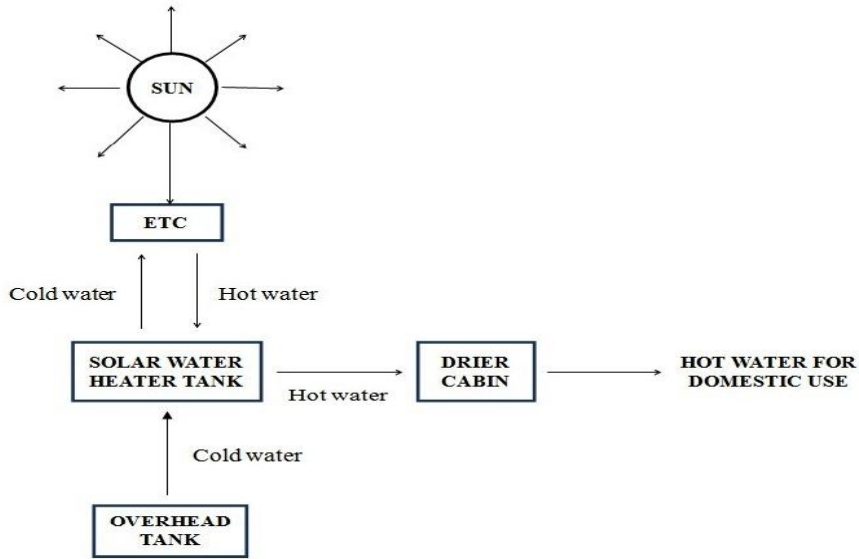 SUN
ETC
Cold water
Hot water
SOLAR WATER
HEATER TANK
Hot water
DRIER
CABIN
HOT WATER FOR
DOMESTIC USE
Cold water
OVERHEAD
TANK